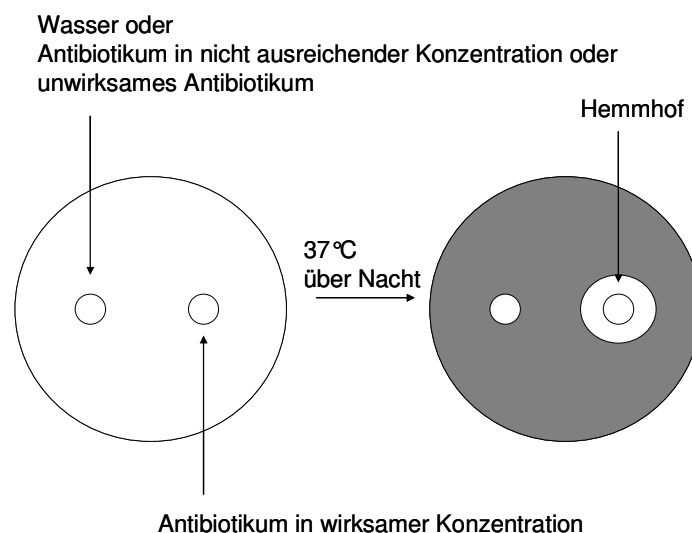 Wasser oder
Antibiotikum in nicht ausreichender Konzentration oder
unwirksames Antibiotikum
Hemmhof
37°C
über Nacht
Antibiotikum in wirksamer Konzentration